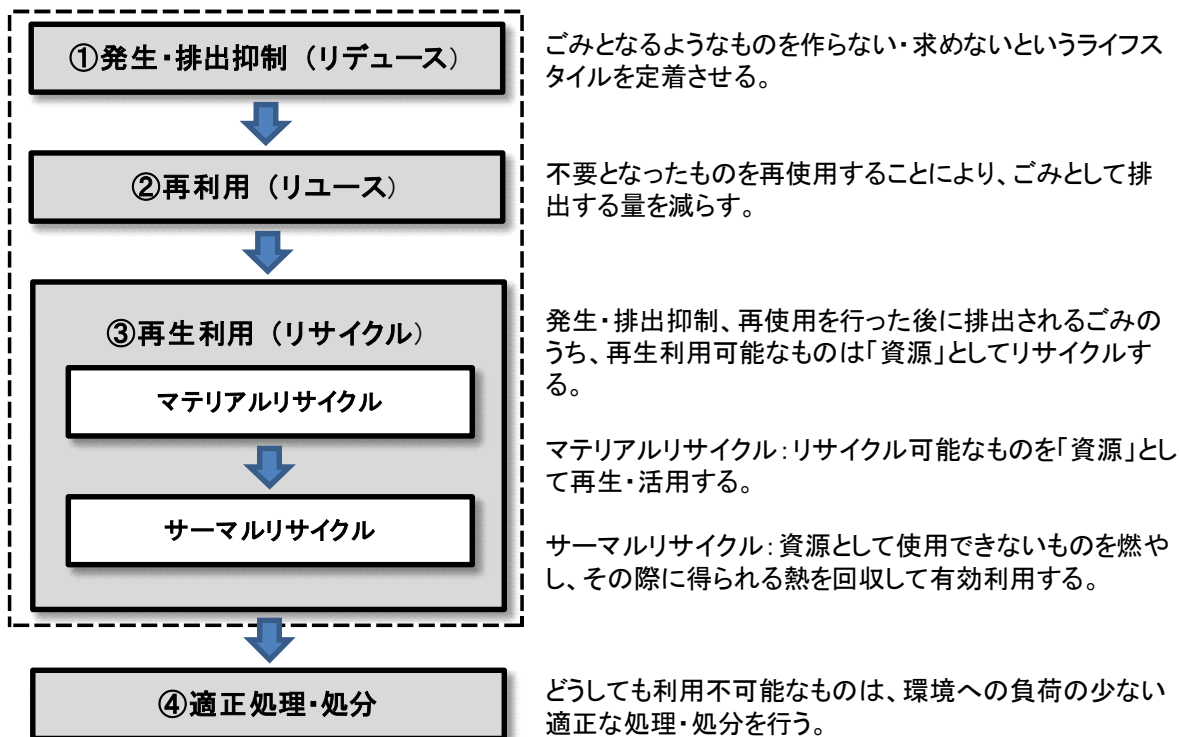 ①発生・排出抑制（リデュース）
ごみとなるようなものを作らない・求めないというライフス
タイルを定着させる。
②再利用（リユース）
不要となったものを再使用することにより、ごみとして排
出する量を減らす。
③再生利用（リサイクル）
発生・排出抑制、再使用を行った後に排出されるごみの
うち、再生利用可能なものは「資源」としてリサイクルす
る。
マテリアルリサイクル
マテリアルリサイクル：リサイクル可能なものを「資源」とし
て再生・活用する。
サーマルリサイクル
サーマルリサイクル：資源として使用できないものを燃や
し、その際に得られる熱を回収して有効利用する。
④適正処理・処分
どうしても利用不可能なものは、環境への負荷の少ない
適正な処理・処分を行う。